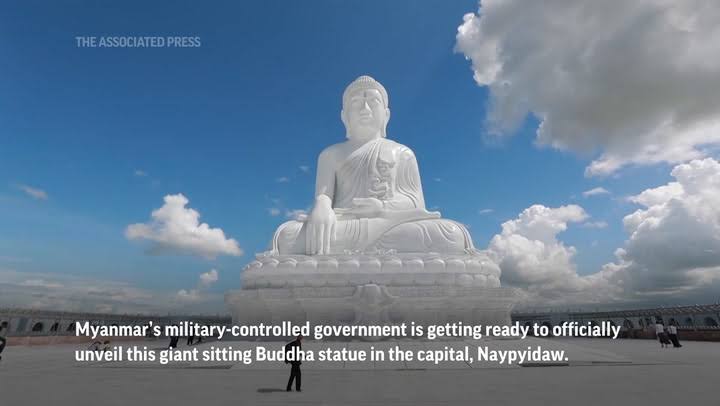 THE ASSOCIATED PRESS
Myanmar's military-controlled government is getting ready to officially
unveil this giant sitting Buddha statue in the capital, Naypyidaw.